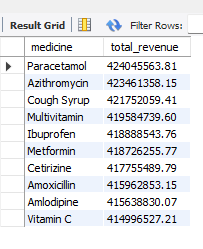 Result Grid Filter Rows:
medicine total_revenue
Paracetamol 424045563.81
Azithromycin 423461358.15
Cough Syrup 421752059.41
Multivitamin 419584739.60
Ibuprofen 418888543.76
Metformin 418726255.77
Cetirizine 417755489.79
Amoxicillin 415962853.15
Amlodipine 415638830.07
Vitamin C 414996527.21